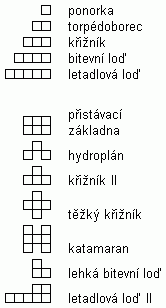 ponorka
torpédoborec
křižník
bitevní loď
letadlová loď
přistávací
základna
hydroplán
křižník II
těžký křižník
katamaran
lehká bitevní loď
letadlová loď II